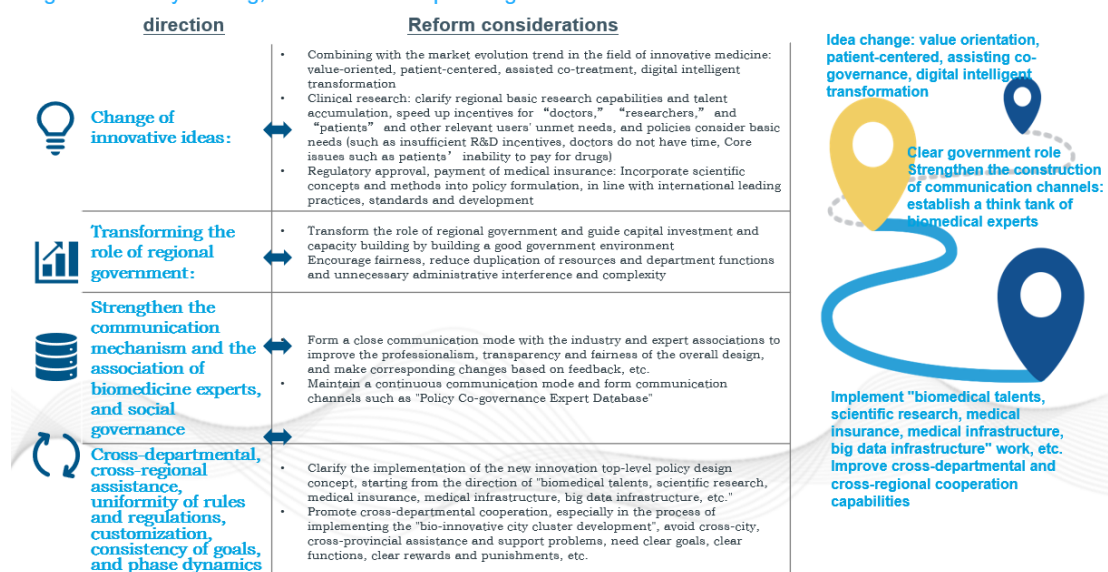 direction
Reform considerations
Change of
innovative ideas:
• Combining with the market evolution trend in the field of innovative medicine:
value-oriented, patient-centered, assisted co-treatment, digital intelligent
transformation
• Clinical research: clarify regional basic research capabilities and talent
accumulation, speed up incentives for “doctors,” “researchers,” and
“patients” and other relevant users' unmet needs, and policies consider basic
needs (such as insufficient R&D incentives, doctors do not have time, Core
issues such as patients’ inability to pay for drugs)
• Regulatory approval, payment of medical insurance: Incorporate scientific
concepts and methods into policy formulation, in line with international leading
practices, standards and development
Transforming the
role of regional
government:
• Transform the role of regional government and guide capital investment and
capacity building by building a good government environment
• Encourage fairness, reduce duplication of resources and department functions
and unnecessary administrative interference and complexity
Strengthen the
communication
mechanism and the
association of
biomedicine experts,
and social
governance
• Form a close communication mode with the industry and expert associations to
improve the professionalism, transparency and fairness of the overall design,
and make corresponding changes based on feedback, etc.
• Maintain a continuous communication mode and form communication
channels such as "Policy Co-governance Expert Database"
Cross-departmental,
cross-regional
assistance,
uniformity of rules
and regulations,
customization,
consistency of goals,
and phase dynamics
• Clarify the implementation of the new innovation top-level policy design
concept, starting from the direction of "biomedical talents, scientific research,
medical insurance, medical infrastructure, big data infrastructure, etc."
• Promote cross-departmental cooperation, especially in the process of
implementing the "bio-innovative city cluster development", avoid cross-city,
cross-provincial assistance and support problems, need clear goals, clear
functions, clear rewards and punishments, etc.
Idea change: value orientation,
patient-centered, assisting co-
governance, digital intelligent
transformation
Clear government role
Strengthen the construction
of communication channels:
establish a think tank of
biomedical experts
Implement "biomedical talents,
scientific research, medical
insurance, medical infrastructure,
big data infrastructure" work, etc.
Improve cross-departmental and
cross-regional cooperation
capabilities